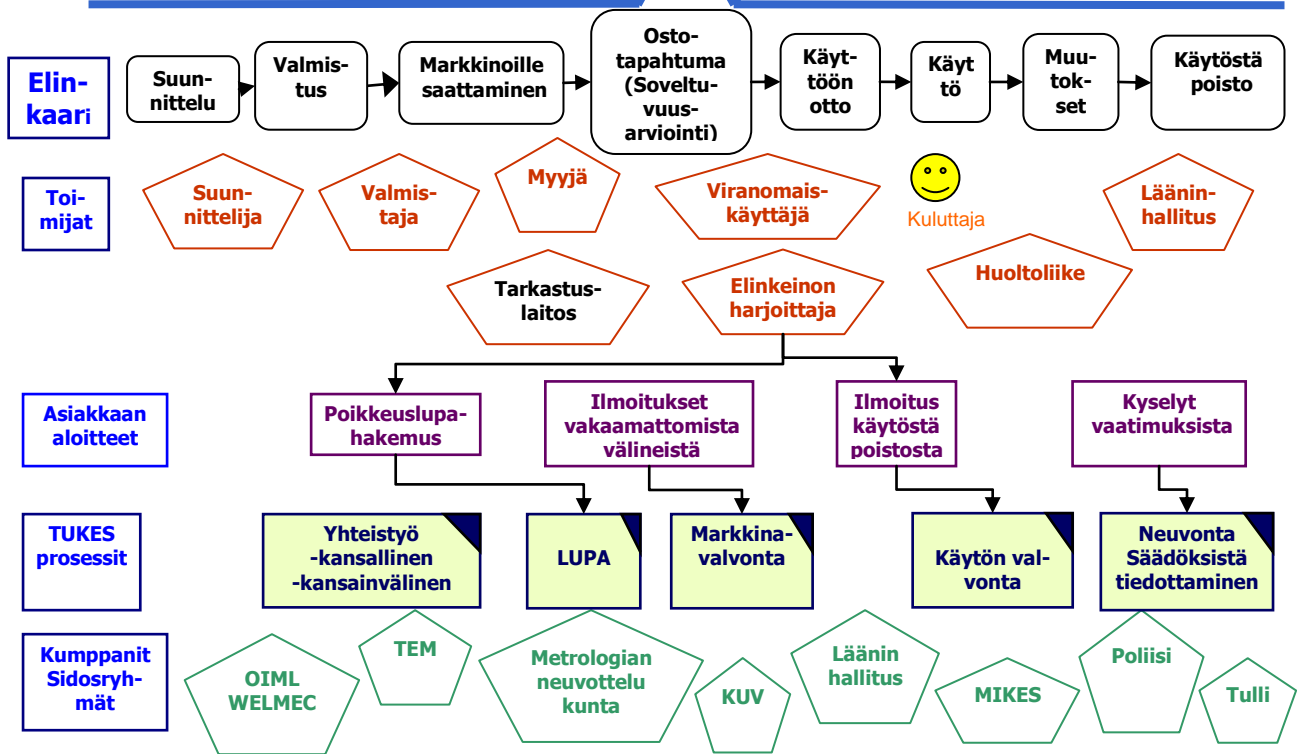 Elin-
kaari
Suun-
nittelu
Valmis-
tus
Markkinoille
saattaminen
Osto-
tapahtuma
(Soveltu-
vuus-
arviointi)
Käyt-
töön
otto
Käyt
tö
Muu-
tok-
set
Käytöstä
poisto
Toi-
mijat
Suun-
nittelija
Valmis-
taja
Myyjä
Viranomais-
käyttäjä
Kuluttaja
Läänin-
hallitus
Tarkastus-
laitos
Elinkeinon
harjoittaja
Huoltoliike
Asiakkaan
aloitteet
Poikkeuslupa-
hakemus
Ilmoitukset
vakaamattomista
välineistä
Ilmoitus
käytöstä
poistosta
Kyselyt
vaatimuksista
TUKES
prosessit
Yhteistyö
-kansallinen
-kansainvälinen
LUPA
Markkina-
valvonta
Käytön val-
vonta
Neuvonta
Säädöksistä
tiedottaminen
Kumppanit
Sidosryh-
mät
OIML
WELMEC
TEM
Metrologian
neuvottelu
kunta
KUV
Läänin
hallitus
MIKES
Poliisi
Tulli